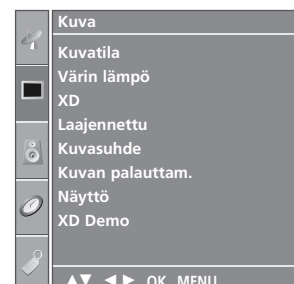 Kuva
Kuvatila
Värin lämpö
XD
Laajennettu
Kuvasuhde
Kuvan palauttam.
Näyttö
XD Demo
▲▼ ◄► OK MENU